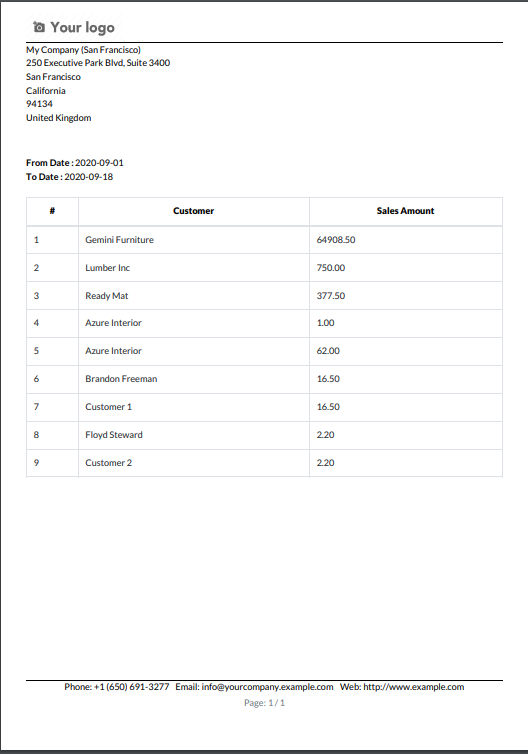 Your logo
My Company (San Francisco)
250 Executive Park Blvd, Suite 3400
San Francisco
California
94134
United Kingdom
From Date : 2020-09-01
To Date : 2020-09-18
# Customer Sales Amount
1 Gemini Furniture 64908.50
2 Lumber Inc 750.00
3 Ready Mat 377.50
4 Azure Interior 1.00
5 Azure Interior 62.00
6 Brandon Freeman 16.50
7 Customer 1 16.50
8 Floyd Steward 2.20
9 Customer 2 2.20
Phone: +1 (650) 691-3277 Email: info@yourcompany.example.com Web: http://www.example.com
Page: 1 / 1